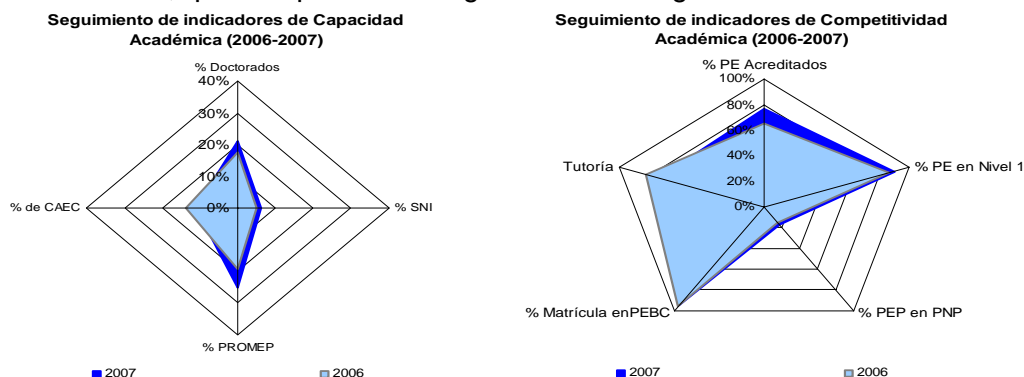 Seguimiento de indicadores de Capacidad
Académica (2006-2007)
% Doctorados
40%
30%
20%
10%
0%
% de CAEC
% SNI
% PROMEP
2007
2006
Seguimiento de indicadores de Competitividad
Académica (2006-2007)
% PE Acreditados
100%
80%
60%
40%
20%
0%
Tutoría
% PE en Nivel 1
% Matrícula enPEBC
% PEP en PNP
2007
2006